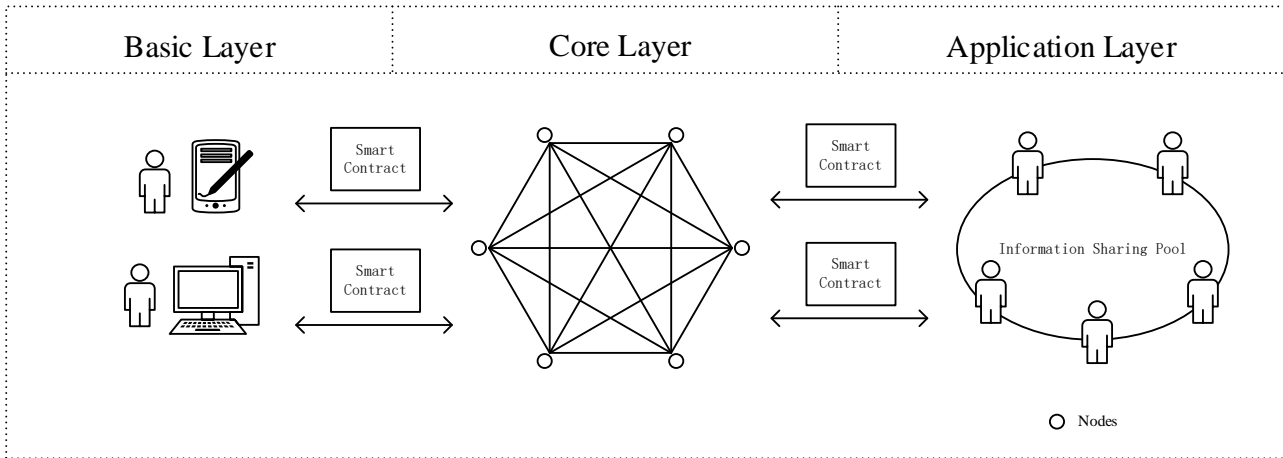 Basic Layer
Core Layer
Application Layer
Smart
Contract
Smart
Contract
Smart
Contract
Smart
Contract
Information Sharing Pool
Nodes